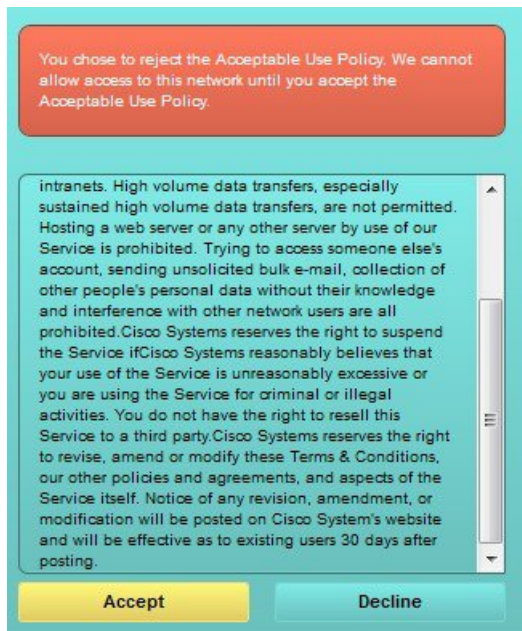 You chose to reject the Acceptable Use Policy. We cannot
allow access to this network until you accept the
Acceptable Use Policy.
intranets. High volume data transfers, especially
sustained high volume data transfers, are not permitted.
Hosting a web server or any other server by use of our
Service is prohibited. Trying to access someone else's
account, sending unsolicited bulk e-mail, collection of
other people's personal data without their knowledge
and interference with other network users are all
prohibited.Cisco Systems reserves the right to suspend
the Service ifCisco Systems reasonably believes that
your use of the Service is unreasonably excessive or
you are using the Service for criminal or illegal
activities. You do not have the right to resell this
Service to a third party.Cisco Systems reserves the right
to revise, amend or modify these Terms & Conditions,
our other policies and agreements, and aspects of the
Service itself. Notice of any revision, amendment, or
modification will be posted on Cisco System's website
and will be effective as to existing users 30 days after
posting.
Accept
Decline